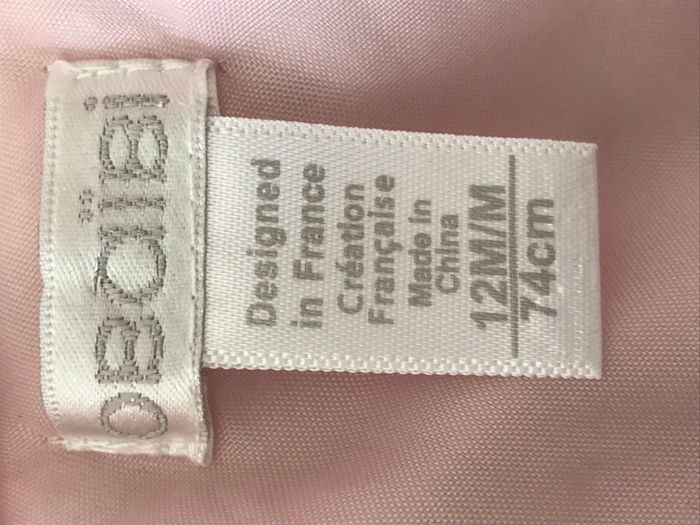 OBaïBi
Designed
in France
Création
Française
Made in
China
12M/M
74cm